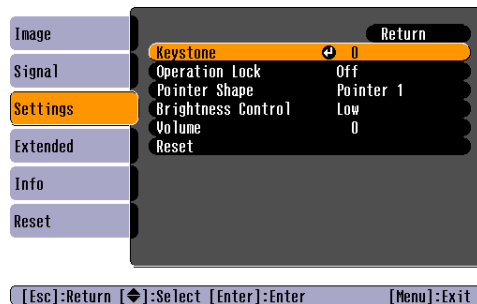 Image
Signal
Settings
Extended
Info
Reset
Return
Keystone 0
Operation Lock Off
Pointer Shape Pointer 1
Brightness Control Low
Volume 0
Reset
[Esc]:Return [◆]:Select [Enter]:Enter [Menu]:Exit